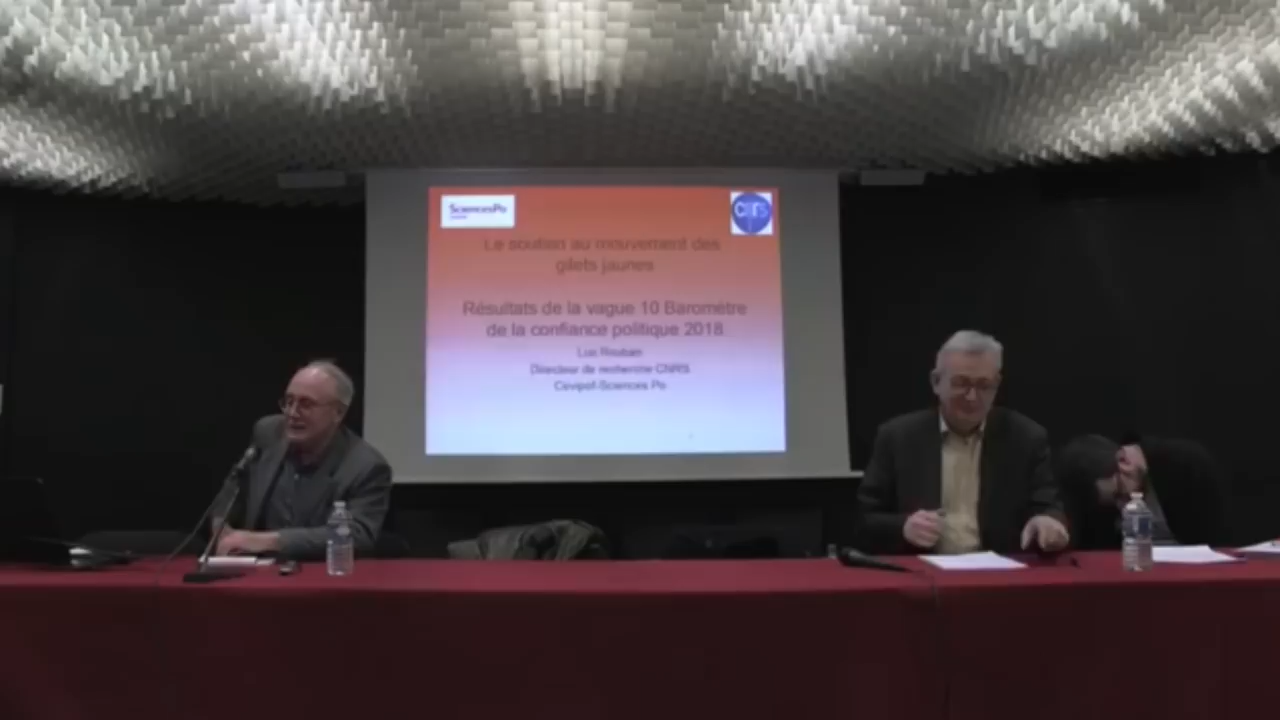 SciencesPo
cnrs
Le soutien au mouvement des
gilets jaunes
Résultats de la vague 10 Baromètre
de la confiance politique 2018
Luc Rouban
Directeur de recherche CNRS
Cevipof-Sciences Po